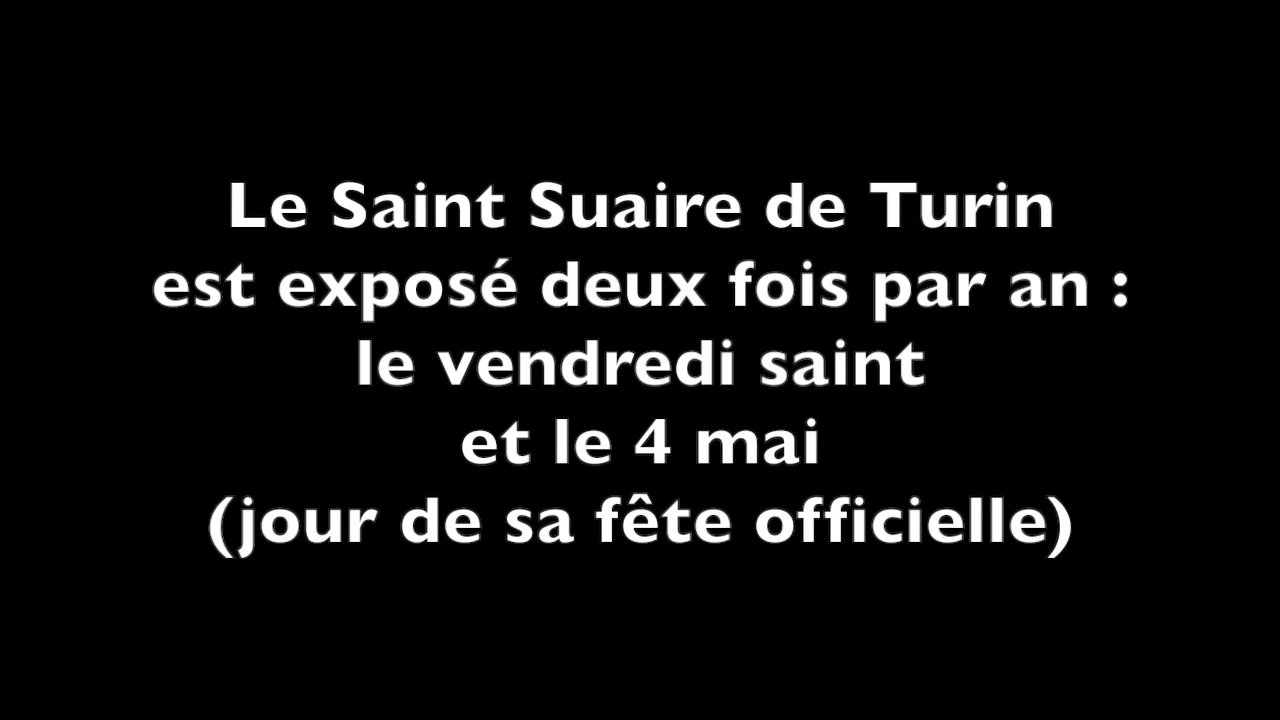 Le Saint Suaire de Turin
est exposé deux fois par an :
le vendredi saint
et le 4 mai
(jour de sa fête officielle)